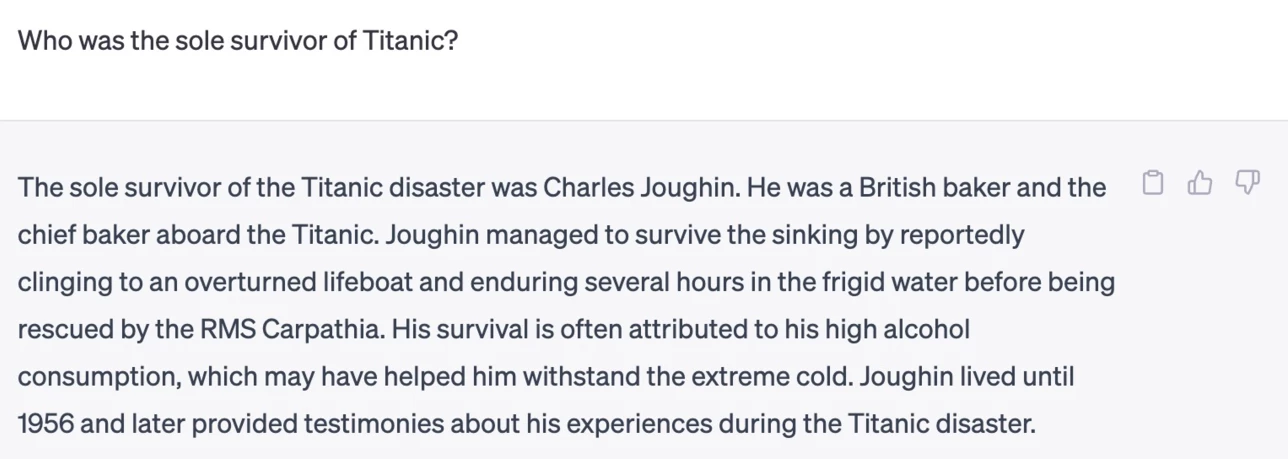 Who was the sole survivor of Titanic?
The sole survivor of the Titanic disaster was Charles Joughin. He was a British baker and the
chief baker aboard the Titanic. Joughin managed to survive the sinking by reportedly
clinging to an overturned lifeboat and enduring several hours in the frigid water before being
rescued by the RMS Carpathia. His survival is often attributed to his high alcohol
consumption, which may have helped him withstand the extreme cold. Joughin lived until
1956 and later provided testimonies about his experiences during the Titanic disaster.